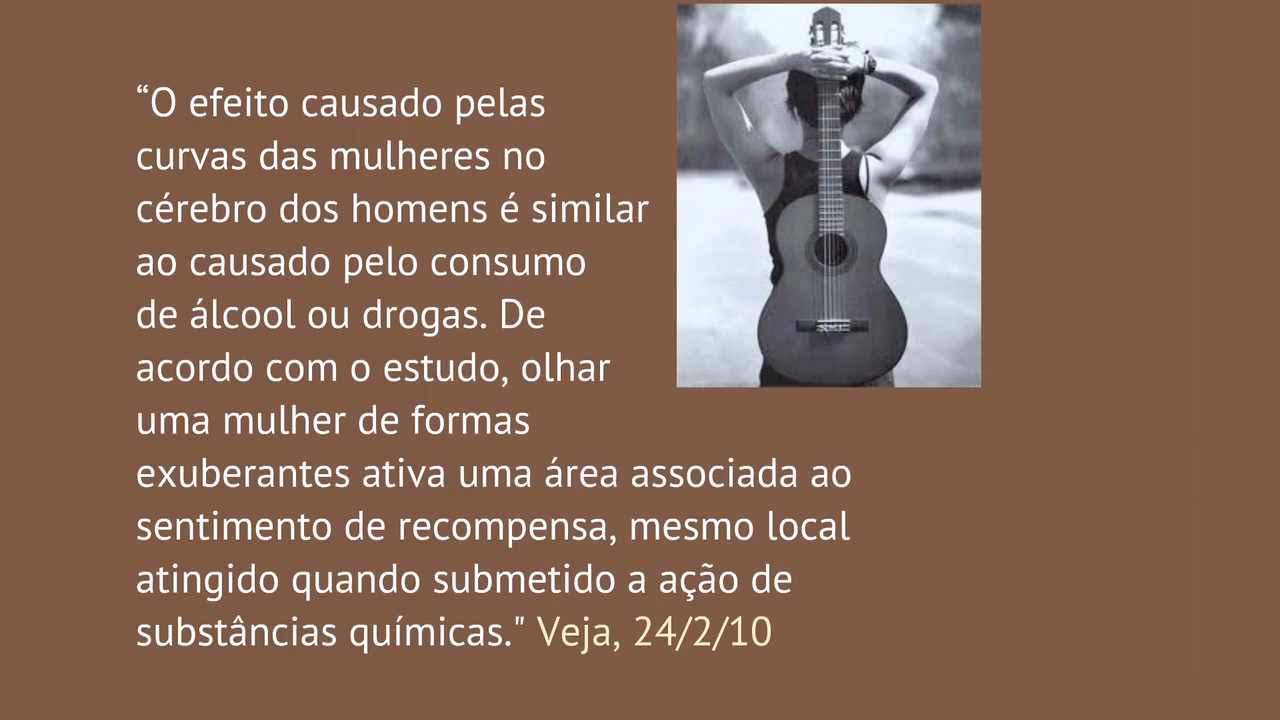 “O efeito causado pelas
curvas das mulheres no
cérebro dos homens é similar
ao causado pelo consumo
de álcool ou drogas. De
acordo com o estudo, olhar
uma mulher de formas
exuberantes ativa uma área associada ao
sentimento de recompensa, mesmo local
atingido quando submetido a ação de
substâncias químicas." Veja, 24/2/10